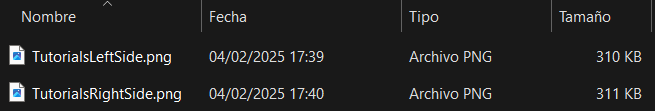 Nombre Fecha Tipo Tamaño
TutorialsLeftSide.png 04/02/2025 17:39 Archivo PNG 310 KB
TutorialsRightSide.png 04/02/2025 17:40 Archivo PNG 311 KB